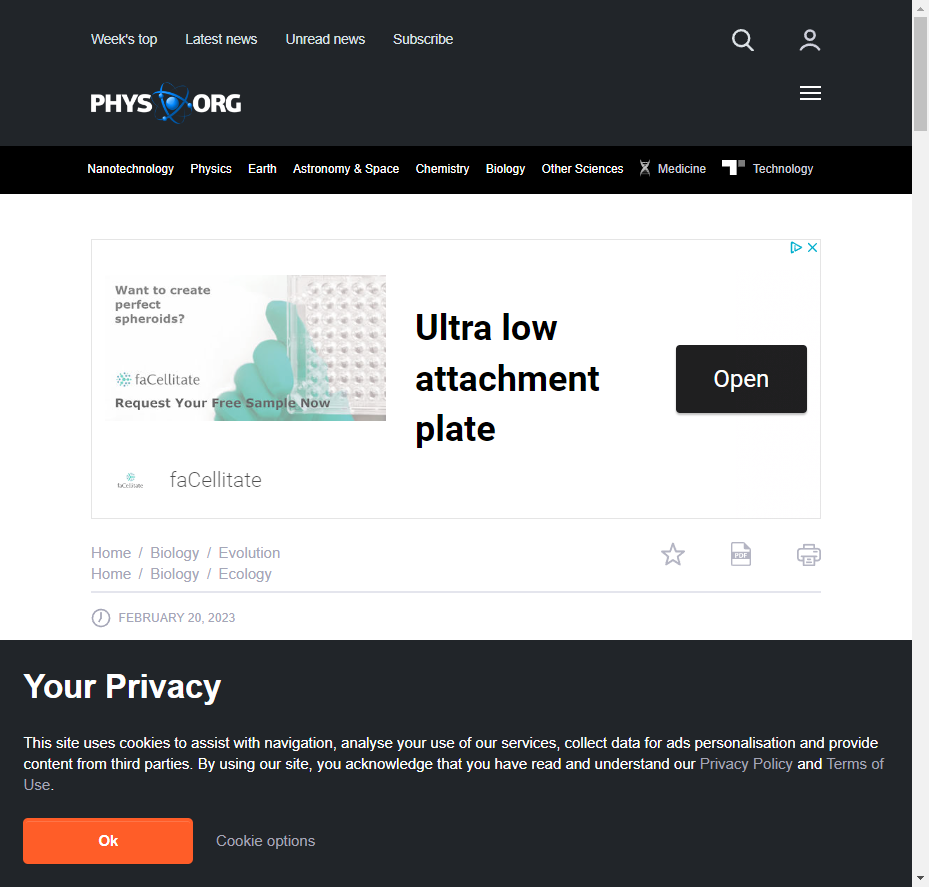 Week's top Latest news Unread news Subscribe
PHYS ORG
Nanotechnology Physics Earth Astronomy & Space Chemistry Biology Other Sciences Medicine Technology
Want to create
perfect
spheroids?
faCellitate
Request Your Free Sample Now
Ultra low
attachment
plate
Open
faCellitate
faCellitate
Home / Biology / Evolution
Home / Biology / Ecology
PDF
FEBRUARY 20, 2023
Your Privacy
This site uses cookies to assist with navigation, analyse your use of our services, collect data for ads personalisation and provide
content from third parties. By using our site, you acknowledge that you have read and understand our Privacy Policy and Terms of
Use.
Ok Cookie options